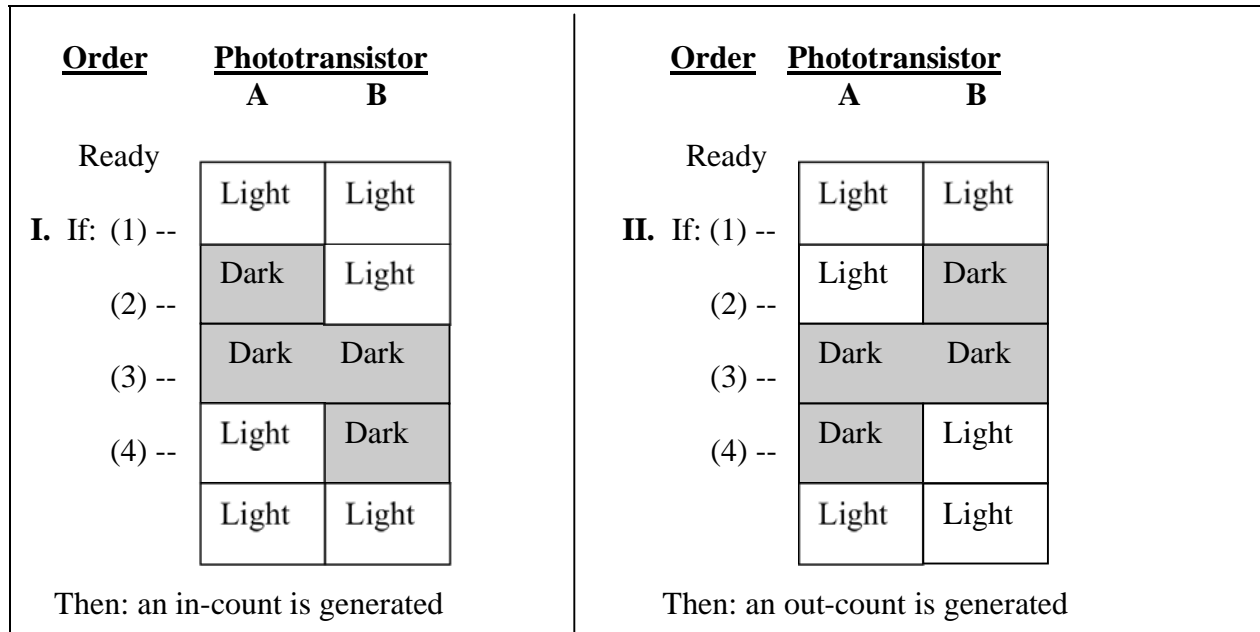 Order Phototransistor
A B
Ready
Light Light
I. If: (1) --
Dark Light
(2) --
Dark Dark
(3) --
Light Dark
(4) --
Light Light
Then: an in-count is generated
Order Phototransistor
A B
Ready
Light Light
II. If: (1) --
Light Dark
(2) --
Dark Dark
(3) --
Dark Light
(4) --
Light Light
Then: an out-count is generated